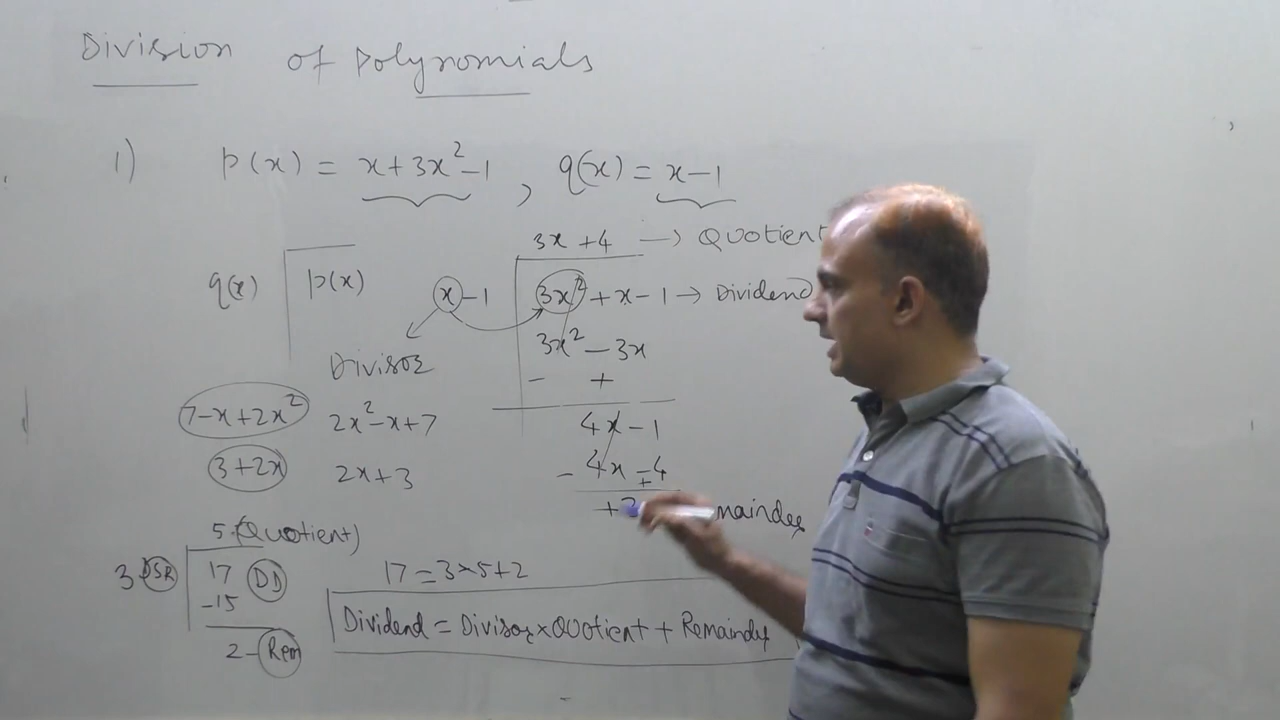 Division of Polynomials
1) p(x) = x+3x²-1 , q(x) = x-1
3x +4 → Quotient
q(x) p(x) x-1 3x²+x-1 → Dividend
Divisor 3x²-3x
- +
7-x+2x² 2x²-x+7 4x-1
3+2x 2x+3 - 4x-4
+
+3
5 (Quotient)
3 DSR 17 DD 17=3×5+2
-15
Dividend = Divisor×Quotient + Remainder
2 - Rem